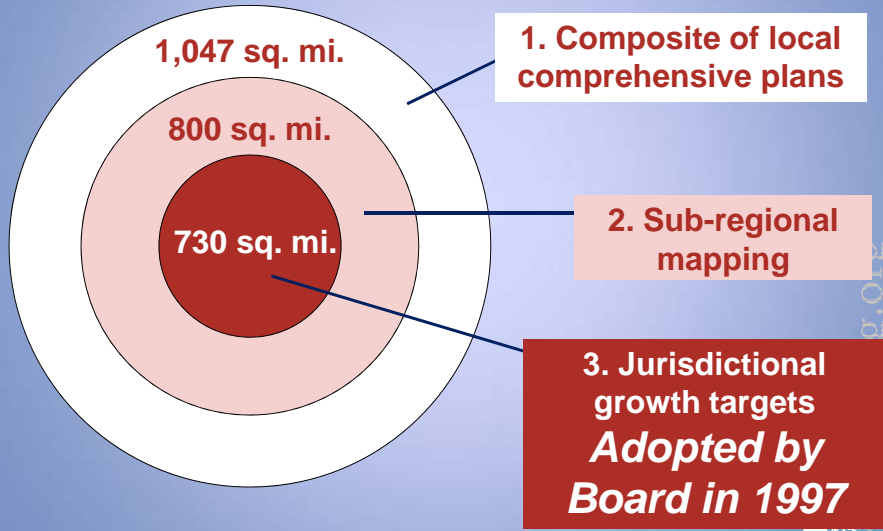 1,047 sq. mi.
800 sq. mi.
730 sq. mi.
1. Composite of local
comprehensive plans
2. Sub-regional
mapping
3. Jurisdictional
growth targets
Adopted by
Board in 1997
g.org